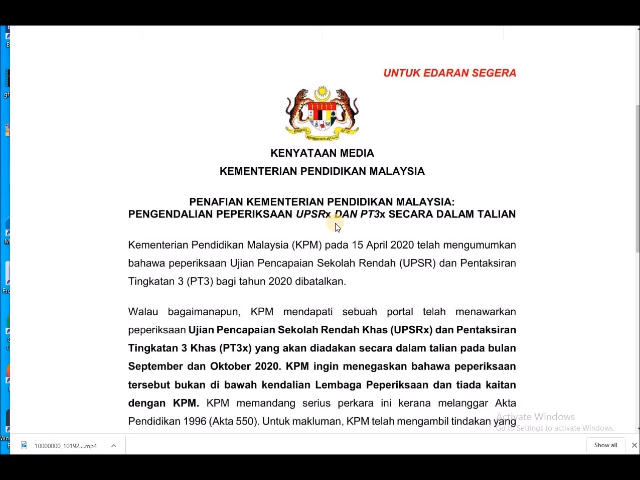 UNTUK EDARAN SEGERA
KENYATAAN MEDIA
KEMENTERIAN PENDIDIKAN MALAYSIA
PENAFIAN KEMENTERIAN PENDIDIKAN MALAYSIA:
PENGENDALIAN PEPERIKSAAN UPSRx DAN PT3x SECARA DALAM TALIAN
Kementerian Pendidikan Malaysia (KPM) pada 15 April 2020 telah mengumumkan
bahawa peperiksaan Ujian Pencapaian Sekolah Rendah (UPSR) dan Pentaksiran
Tingkatan 3 (PT3) bagi tahun 2020 dibatalkan.
Walau bagaimanapun, KPM mendapati sebuah portal telah menawarkan
peperiksaan Ujian Pencapaian Sekolah Rendah Khas (UPSRx) dan Pentaksiran
Tingkatan 3 Khas (PT3x) yang akan diadakan secara dalam talian pada bulan
September dan Oktober 2020. KPM ingin menegaskan bahawa peperiksaan
tersebut bukan di bawah kendalian Lembaga Peperiksaan dan tiada kaitan
dengan KPM. KPM memandang serius perkara ini kerana melanggar Akta
Pendidikan 1996 (Akta 550). Untuk makluman, KPM telah mengambil tindakan yang
Activate Windows
Go to Settings to activate Windows.
10000000_10192....mp4
Show all